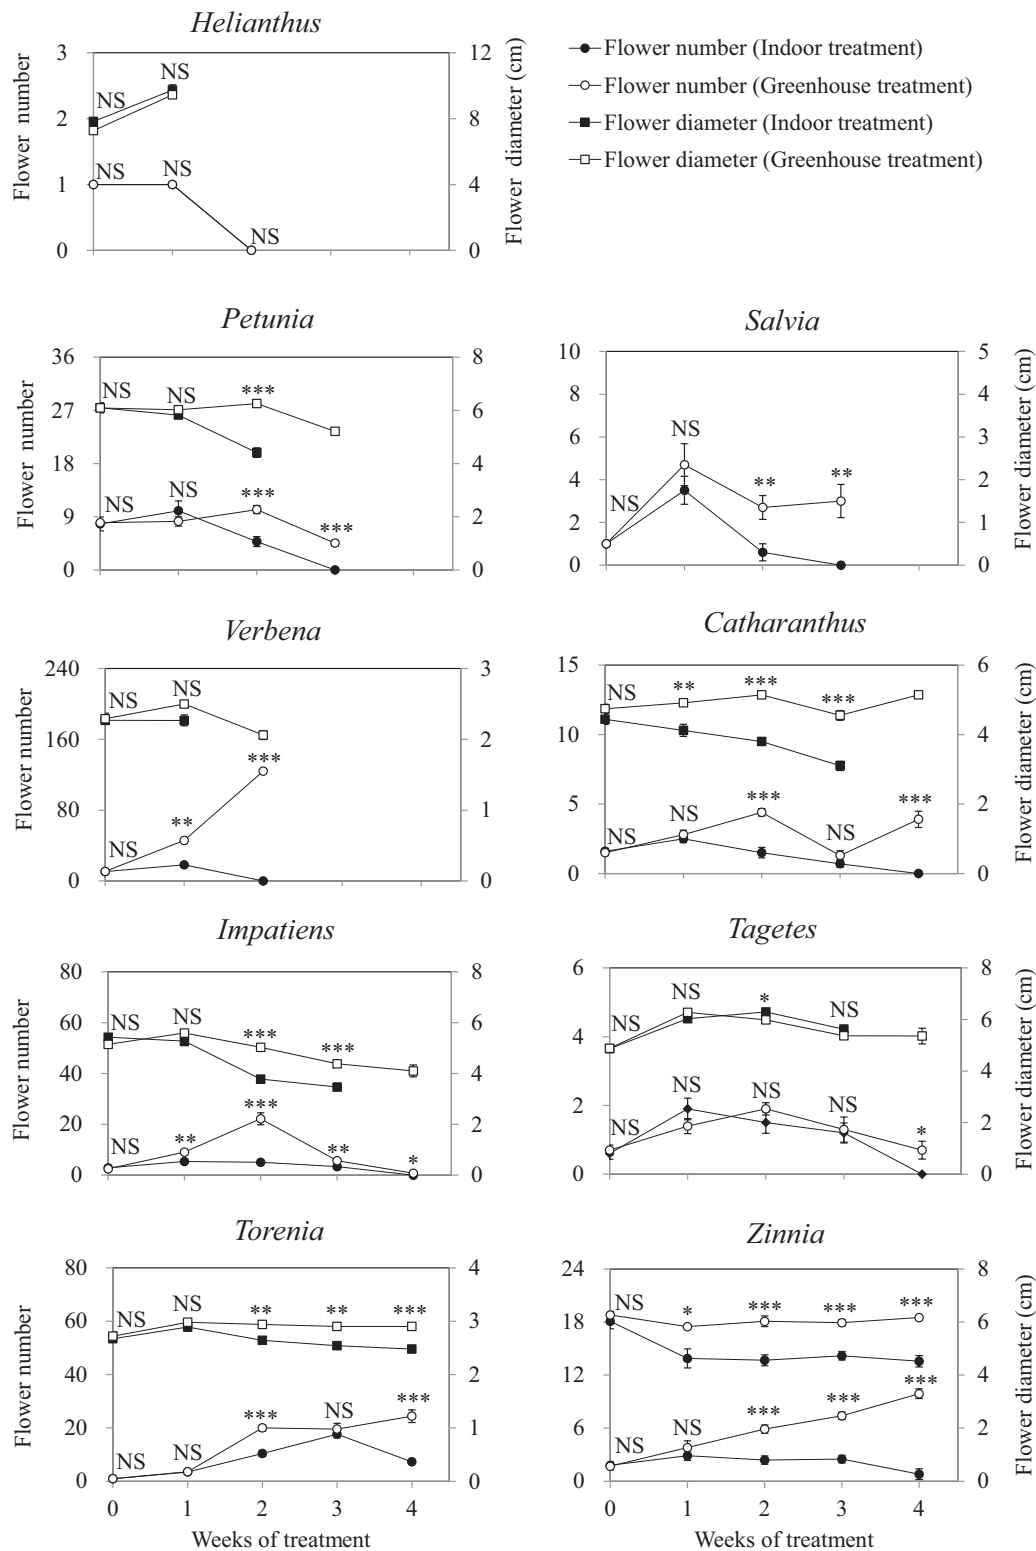 Helianthus
Flower number
3
2
1
0
NS
NS
NS
NS
NS
12
8
4
0
Flower diameter (cm)
Flower number (Indoor treatment)
Flower number (Greenhouse treatment)
Flower diameter (Indoor treatment)
Flower diameter (Greenhouse treatment)
Petunia
Flower number
36
27
18
9
0
NS
NS
***
NS
NS
***
***
8
6
4
2
0
Salvia
10
8
6
4
2
0
NS
NS
**
**
5
4
3
2
1
0
Flower diameter (cm)
Verbena
Flower number
240
160
80
0
NS
NS
***
NS
**
3
2
1
0
Catharanthus
15
10
5
0
NS
**
***
***
NS
NS
***
NS
***
6
4
2
0
Flower diameter (cm)
Impatiens
Flower number
80
60
40
20
0
NS
NS
***
***
NS
**
***
**
*
8
6
4
2
0
Tagetes
6
4
2
0
NS
NS
*
NS
NS
NS
NS
NS
*
8
6
4
2
0
Flower diameter (cm)
Torenia
Flower number
80
60
40
20
0
NS
NS
**
**
***
NS
NS
***
NS
***
4
3
2
1
0
0 1 2 3 4
Weeks of treatment
Zinnia
24
18
12
6
0
NS
*
***
***
***
NS
NS
***
***
***
8
6
4
2
0
Flower diameter (cm)
0 1 2 3 4
Weeks of treatment